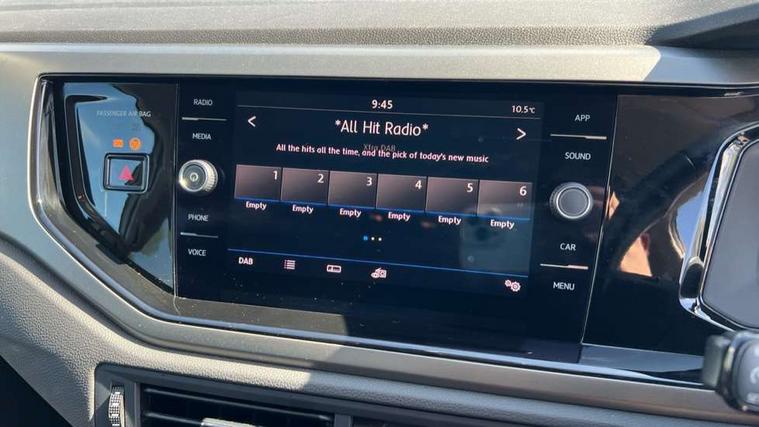 PASSENGER AIR BAG
RADIO
MEDIA
PHONE
VOICE
9:45
10.5°C
< *All Hit Radio* >
Xtra DAB
All the hits all the time, and the pick of today's new music
1 2 3 4 5 6
Empty Empty Empty Empty Empty Empty
DAB
APP
SOUND
CAR
MENU